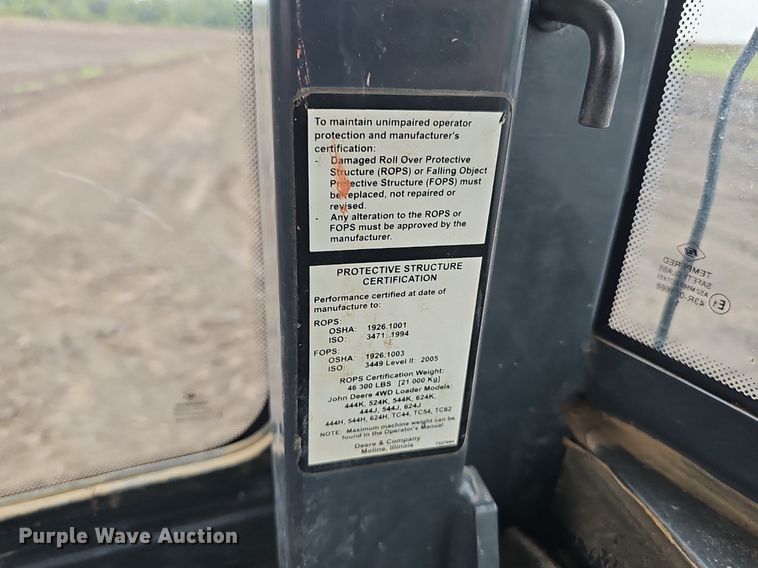 To maintain unimpaired operator
protection and manufacturer's
certification:
- Damaged Roll Over Protective
Structure (ROPS) or Falling Object
Protective Structure (FOPS) must
be replaced, not repaired or
revised.
- Any alteration to the ROPS or
FOPS must be approved by the
manufacturer.
PROTECTIVE STRUCTURE
CERTIFICATION
Performance certified at date of
manufacture to:
ROPS:
OSHA: 1926.1001
ISO: 3471: 1994
FOPS:
OSHA: 1926.1003
ISO: 3449 Level II: 2005
ROPS Certification Weight:
46 300 LBS [21 000 Kg]
John Deere 4WD Loader Models:
444K, 524K, 544K, 624K,
444J, 544J, 624J,
444H, 544H, 624H, TC44, TC54, TC62
NOTE: Maximum machine weight can be
found in the Operator's Manual
Deere & Company
Moline, Illinois
TEMPERED
SAFETY GLASS
E1
Purple Wave Auction